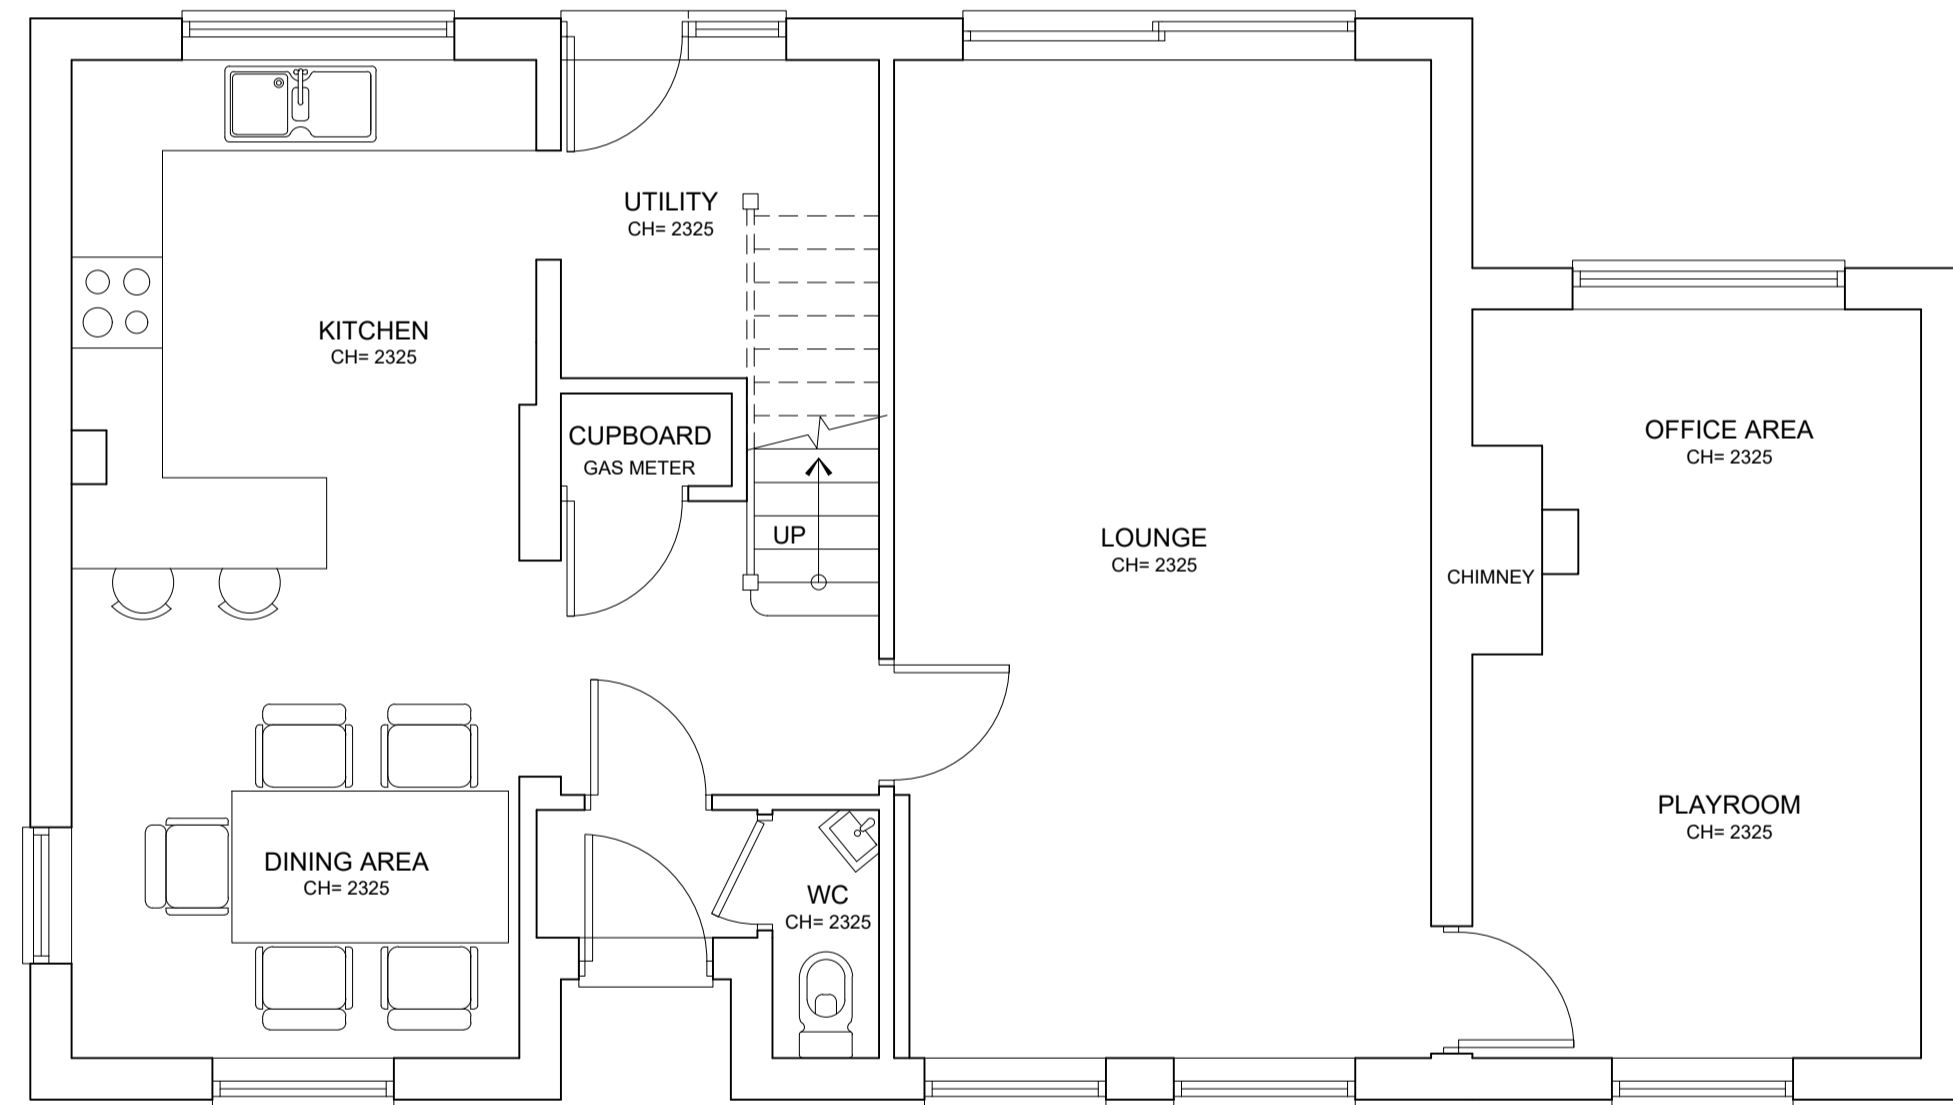 UTILITY
CH= 2325
KITCHEN
CH= 2325
CUPBOARD
GAS METER
UP
LOUNGE
CH= 2325
OFFICE AREA
CH= 2325
CHIMNEY
PLAYROOM
CH= 2325
DINING AREA
CH= 2325
WC
CH= 2325